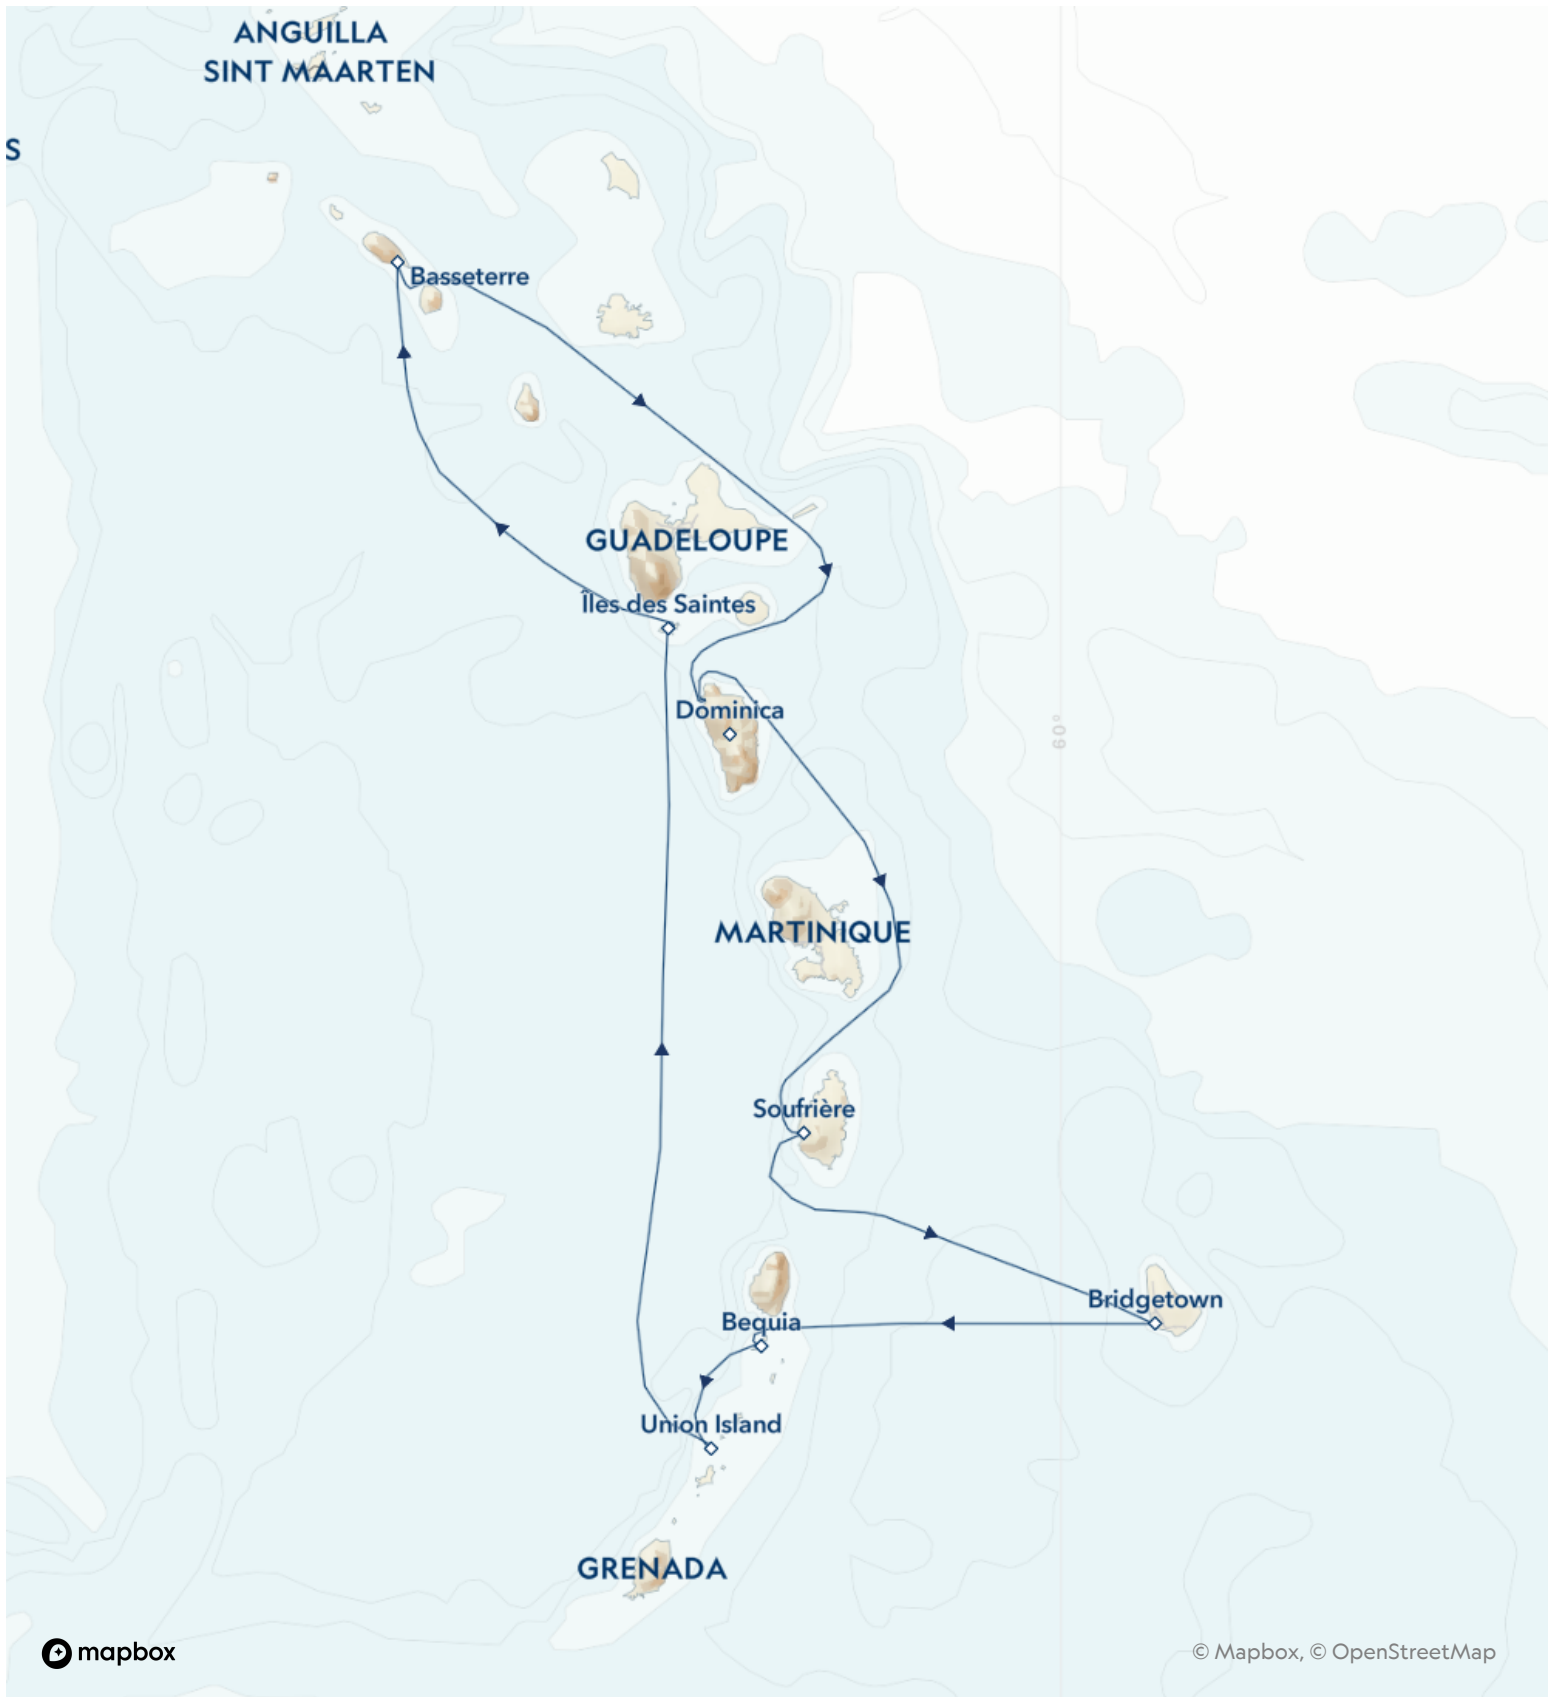 ANGUILLA
SINT MAARTEN
S
Basseterre
GUADELOUPE
Îles des Saintes
Dominica
60°
MARTINIQUE
Soufrière
Bridgetown
Bequia
Union Island
GRENADA
mapbox
© Mapbox, © OpenStreetMap